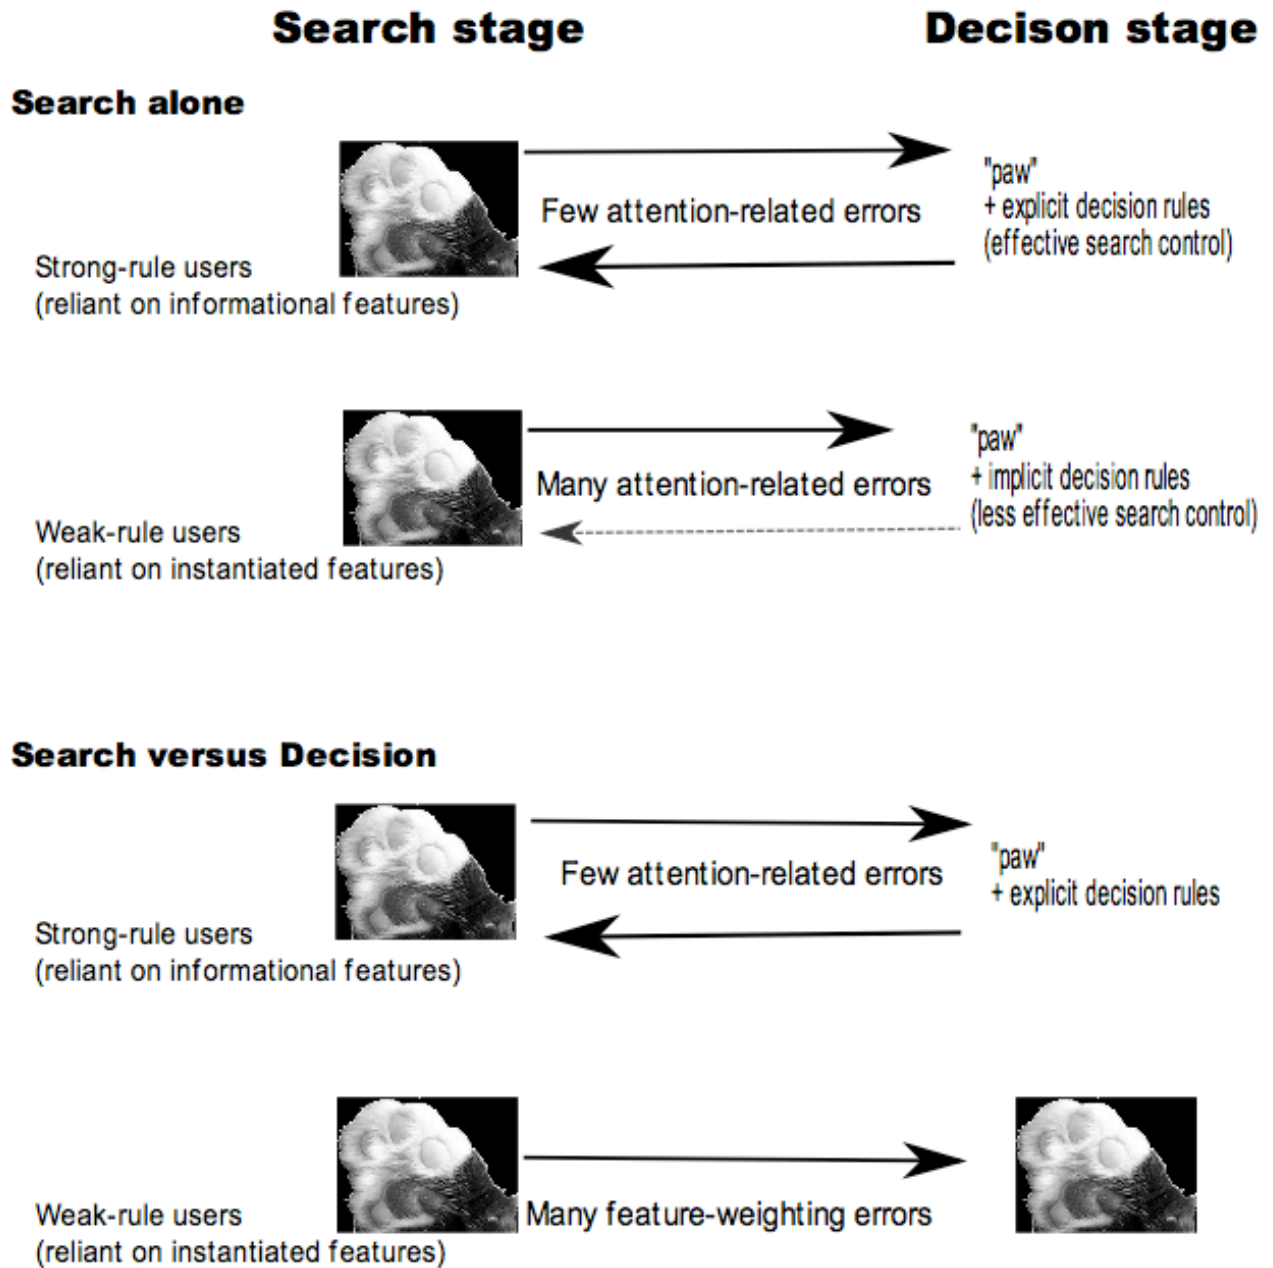 Search stage
Decison stage
Search alone
"paw"
+ explicit decision rules
(effective search control)
Few attention-related errors
Strong-rule users
(reliant on informational features)
"paw"
+ implicit decision rules
(less effective search control)
Many attention-related errors
Weak-rule users
(reliant on instantiated features)
Search versus Decision
"paw"
+ explicit decision rules
Few attention-related errors
Strong-rule users
(reliant on informational features)
Many feature-weighting errors
Weak-rule users
(reliant on instantiated features)